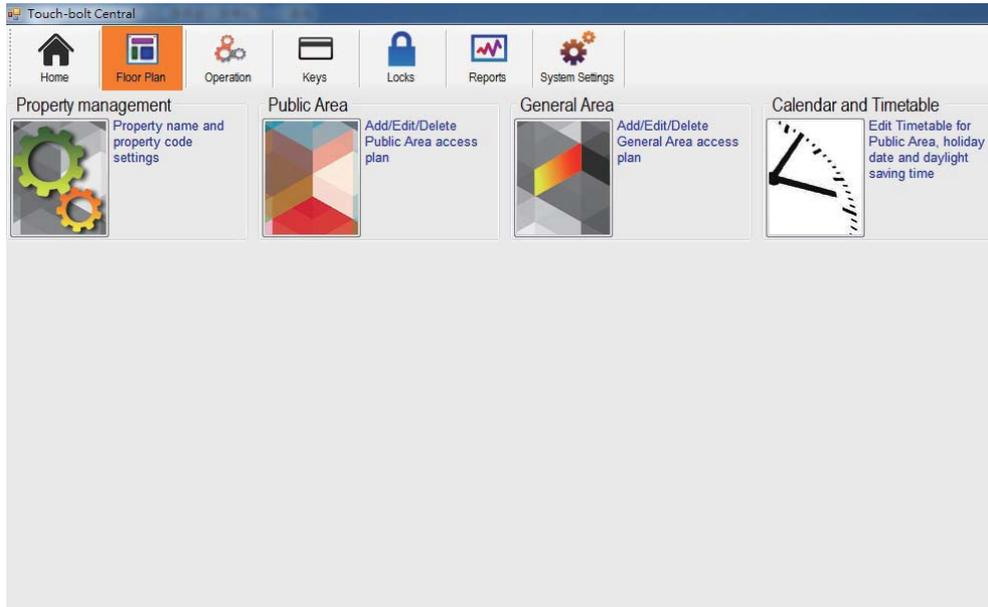 Touch-bolt Central
Home
Floor Plan
Operation
Keys
Locks
Reports
System Settings
Property management
Property name and
property code
settings
Public Area
Add/Edit/Delete
Public Area access
plan
General Area
Add/Edit/Delete
General Area access
plan
Calendar and Timetable
Edit Timetable for
Public Area, holiday
date and daylight
saving time